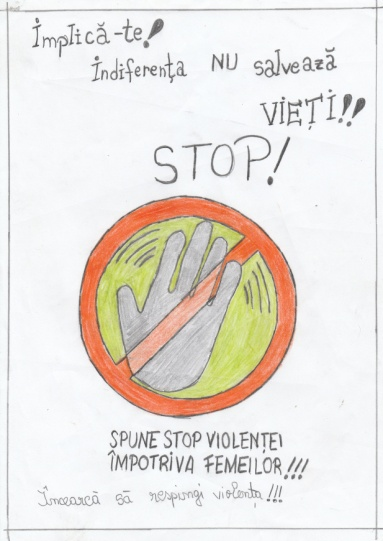 Implică-te!
Indiferența NU salvează
VIEȚI!!
STOP!
SPUNE STOP VIOLENȚEI
ÎMPOTRIVA FEMEILOR!!!
Încearcă să respingi violența!!!